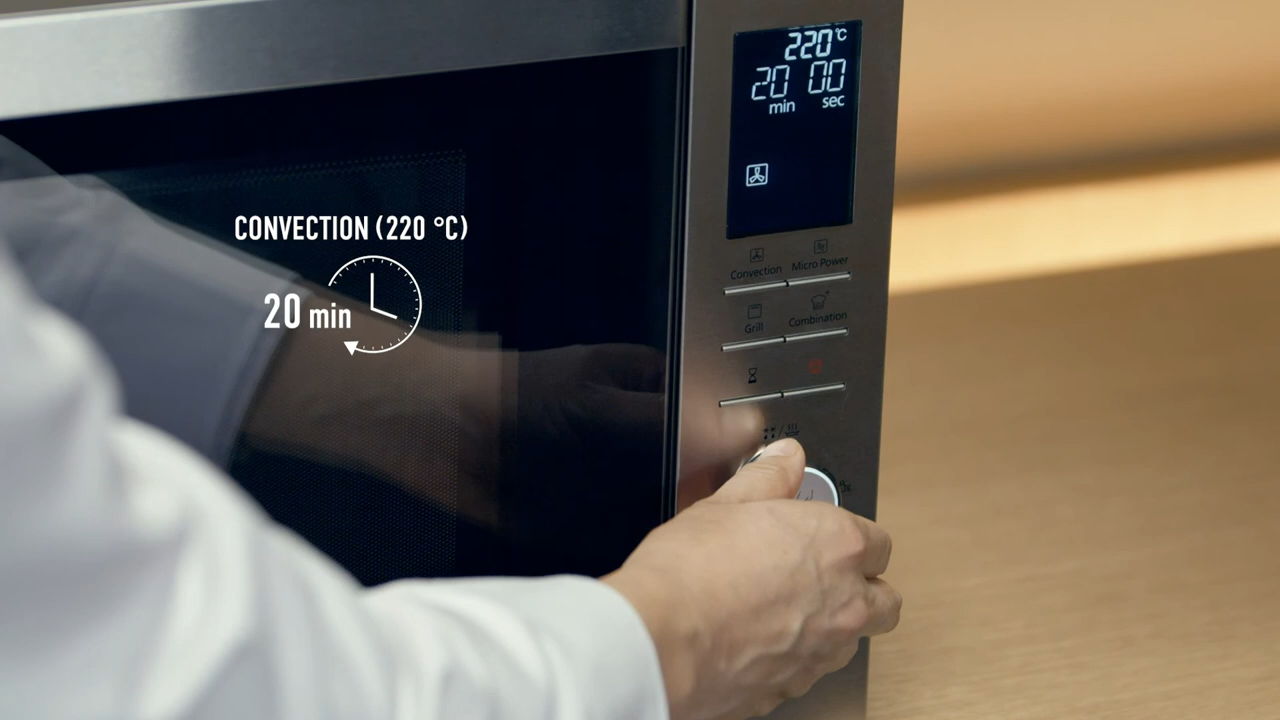 CONVECTION (220 °C)
20 min
220°C
20 00
min sec
Convection
Micro Power
Grill
Combination